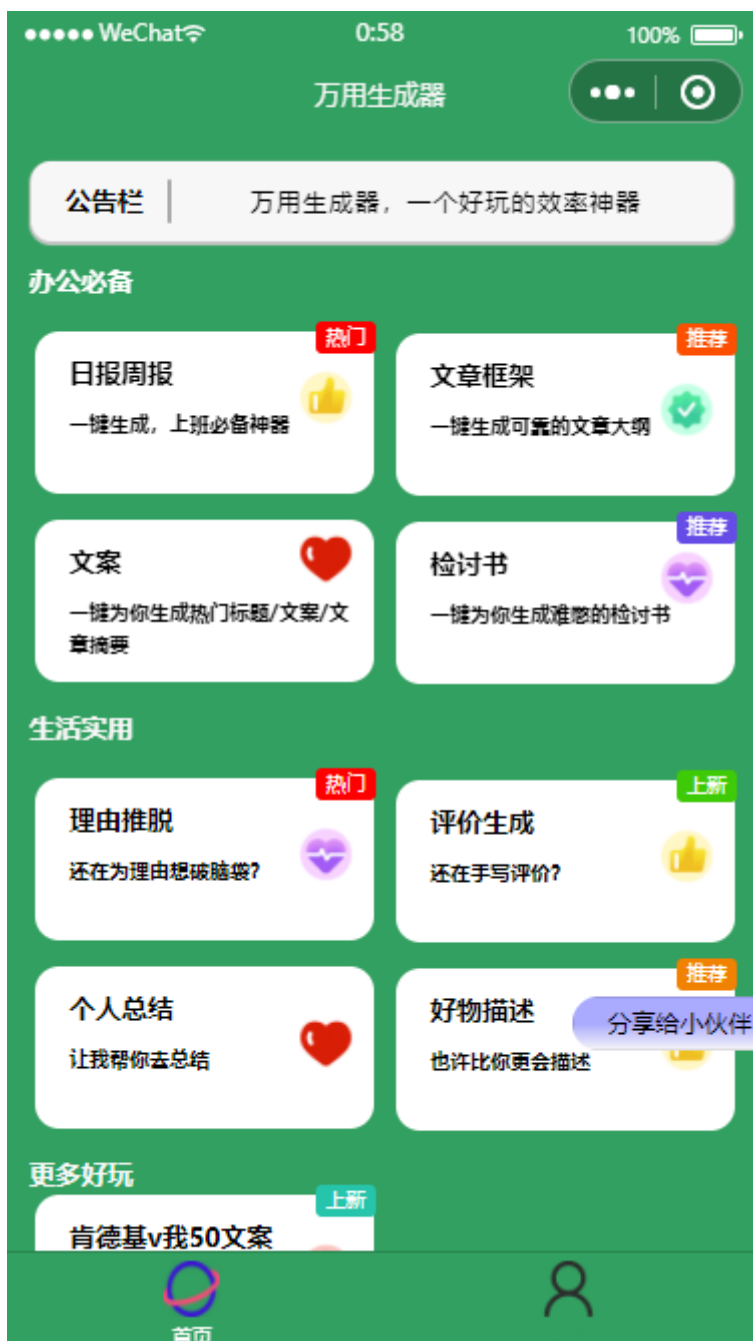 WeChat 0:58 100%
万用生成器
公告栏 万用生成器，一个好玩的效率神器
办公必备
热门
推荐
日报周报
文章框架
一键生成，上班必备神器
一键生成可靠的文章大纲
推荐
文案
检讨书
一键为你生成热门标题/文案/文
章摘要
一键为你生成难憋的检讨书
生活实用
热门
上新
理由推脱
评价生成
还在为理由想破脑袋?
还在手写评价?
推荐
个人总结
好物描述
分享给小伙伴
让我帮你去总结
也许比你更会描述
更多好玩
上新
肯德基v我50文案
首页